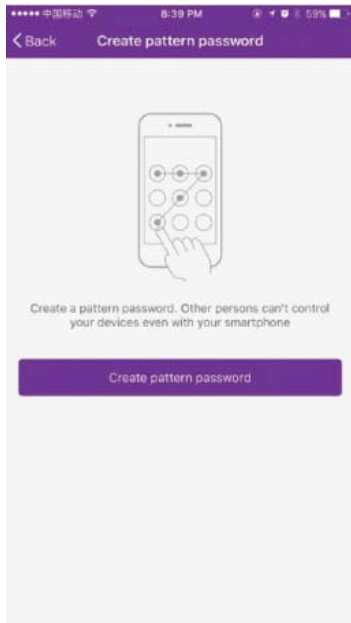 中国移动 8:39 PM 59%
Back Create pattern password
Create a pattern password. Other persons can't control
your devices even with your smartphone
Create pattern password